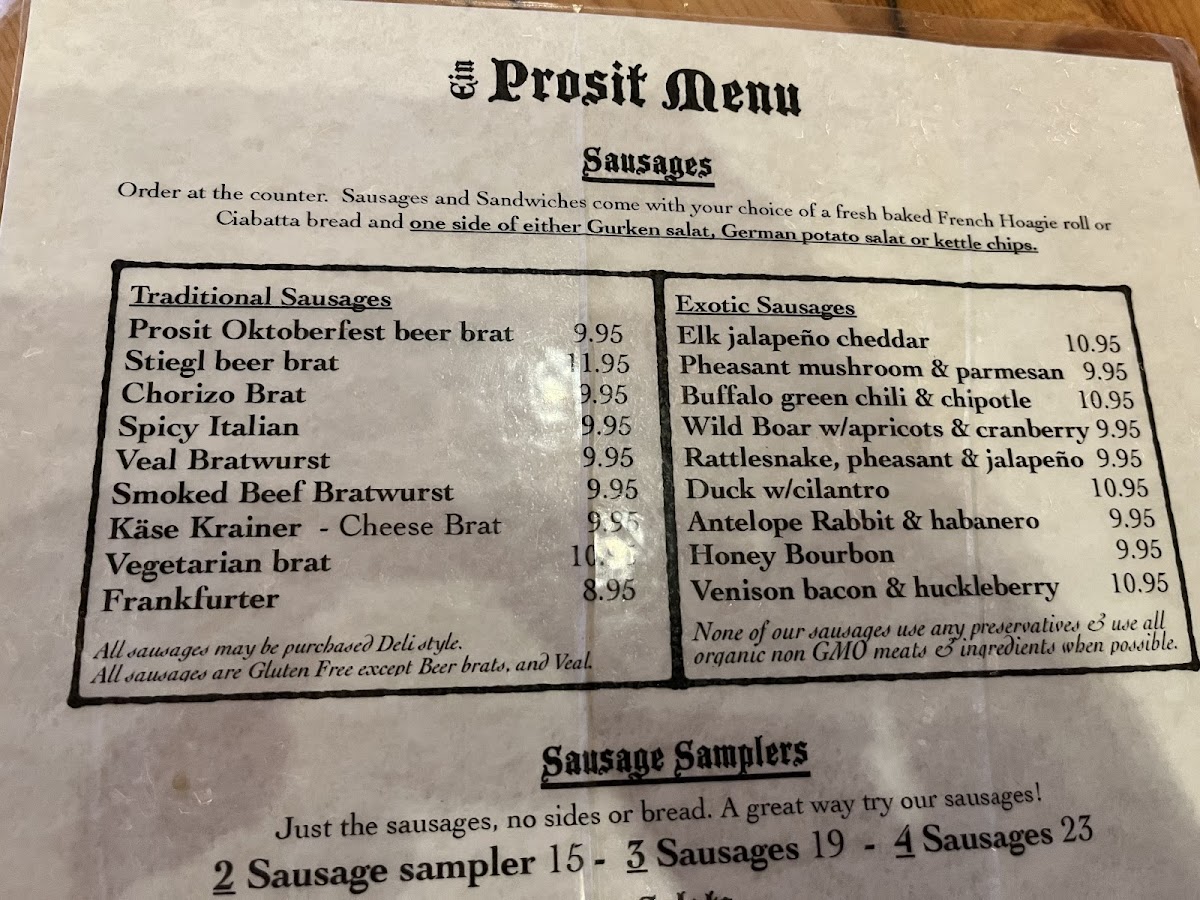 Ein Prosit Menu
Sausages
Order at the counter. Sausages and Sandwiches come with your choice of a fresh baked French Hoagie roll or
Ciabatta bread and one side of either Gurken salat, German potato salat or kettle chips.
Traditional Sausages
Prosit Oktoberfest beer brat 9.95
Stiegl beer brat 11.95
Chorizo Brat 9.95
Spicy Italian 9.95
Veal Bratwurst 9.95
Smoked Beef Bratwurst 9.95
Käse Krainer - Cheese Brat 9.95
Vegetarian brat
Frankfurter 8.95
All sausages may be purchased Deli style.
All sausages are Gluten Free except Beer brats, and Veal.
Exotic Sausages
Elk jalapeño cheddar 10.95
Pheasant mushroom & parmesan 9.95
Buffalo green chili & chipotle 10.95
Wild Boar w/apricots & cranberry 9.95
Rattlesnake, pheasant & jalapeño 9.95
Duck w/cilantro 10.95
Antelope Rabbit & habanero 9.95
Honey Bourbon 9.95
Venison bacon & huckleberry 10.95
None of our sausages use any preservatives & use all
organic non GMO meats & ingredients when possible.
Sausage Samplers
Just the sausages, no sides or bread. A great way try our sausages!
2 Sausage sampler 15 - 3 Sausages 19 - 4 Sausages 23